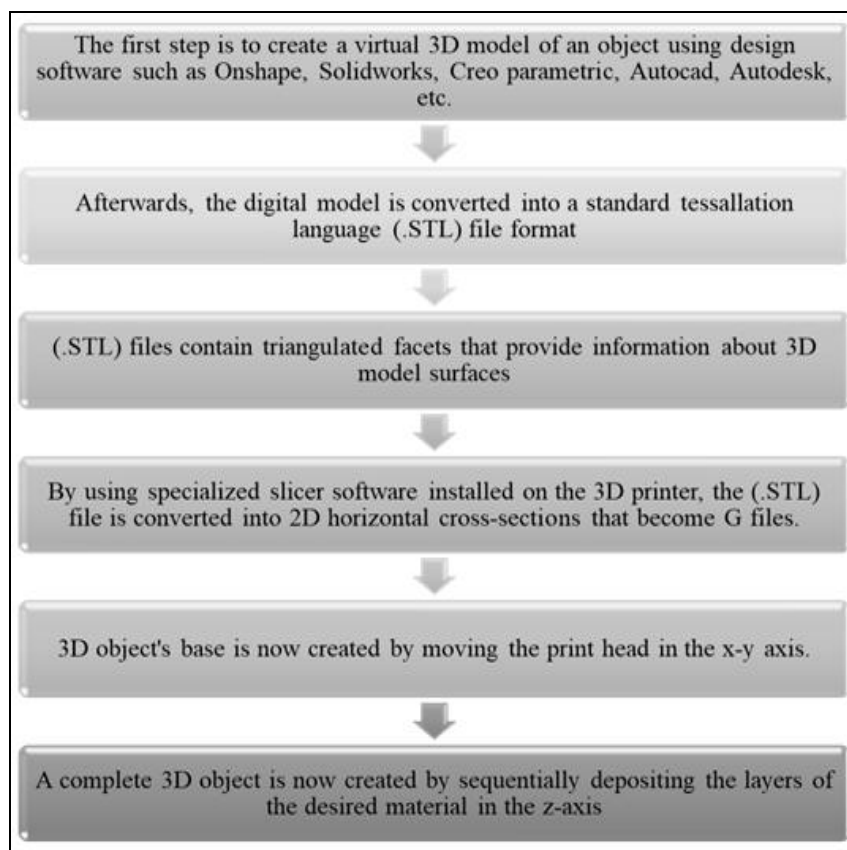 The first step is to create a virtual 3D model of an object using design
software such as Onshape, Solidworks, Creo parametric, Autocad, Autodesk,
etc.
Afterwards, the digital model is converted into a standard tessallation
language (.STL) file format
(.STL) files contain triangulated facets that provide information about 3D
model surfaces
By using specialized slicer software installed on the 3D printer, the (.STL)
file is converted into 2D horizontal cross-sections that become G files.
3D object's base is now created by moving the print head in the x-y axis.
A complete 3D object is now created by sequentially depositing the layers of
the desired material in the z-axis